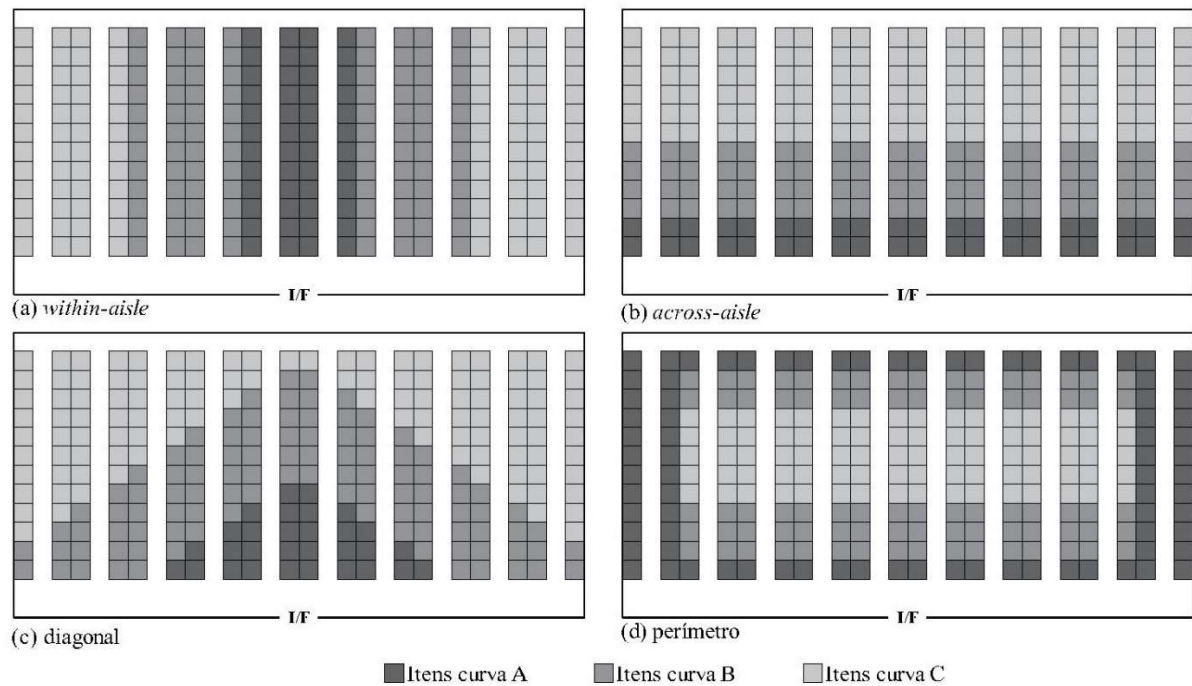 I/F
I/F
(a) within-aisle
(b) across-aisle
I/F
I/F
(c) diagonal
(d) perímetro
Itens curva A
Itens curva B
Itens curva C